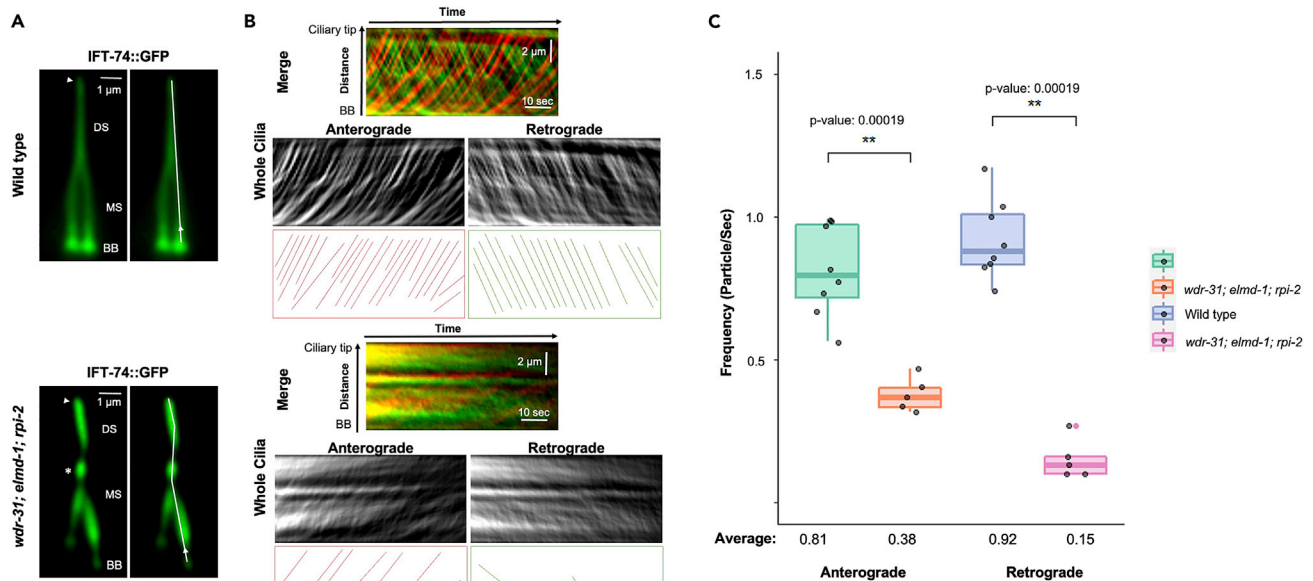 A
IFT-74::GFP
Wild type
1 μm
DS
MS
BB
IFT-74::GFP
wdr-31; elmd-1; rpi-2
1 μm
DS
*
MS
BB
B
Time
Ciliary tip
Merge
Distance
2 μm
BB
10 sec
Anterograde
Retrograde
Whole Cilia
Time
Ciliary tip
Merge
Distance
2 μm
BB
10 sec
Anterograde
Retrograde
Whole Cilia
C
Frequency (Particle/Sec)
1.5
1.0
0.5
p-value: 0.00019
**
p-value: 0.00019
**
wdr-31; elmd-1; rpi-2
Wild type
wdr-31; elmd-1; rpi-2
Average: 0.81 0.38 0.92 0.15
Anterograde Retrograde